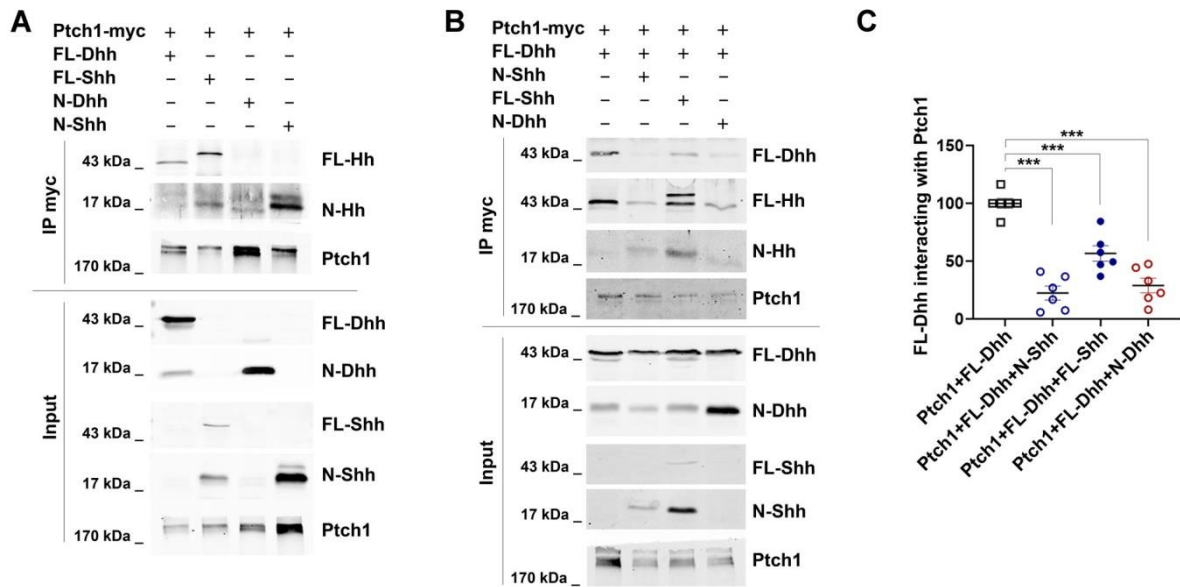 A
Ptch1-myc + + + +
FL-Dhh + – – –
FL-Shh – + – –
N-Dhh – – + –
N-Shh – – – +
IP myc
43 kDa _ FL-Hh
17 kDa _ N-Hh
170 kDa _ Ptch1
Input
43 kDa _ FL-Dhh
17 kDa _ N-Dhh
43 kDa _ FL-Shh
17 kDa _ N-Shh
170 kDa _ Ptch1
B
Ptch1-myc + + + +
FL-Dhh + + + +
N-Shh – + – –
FL-Shh – – + –
N-Dhh – – – +
IP myc
43 kDa _ FL-Dhh
43 kDa _ FL-Hh
17 kDa _ N-Hh
170 kDa _ Ptch1
Input
43 kDa _ FL-Dhh
17 kDa _ N-Dhh
43 kDa _ FL-Shh
17 kDa _ N-Shh
170 kDa _ Ptch1
C
FL-Dhh interacting with Ptch1
***
***
***
150
100
50
0
Ptch1+FL-Dhh
Ptch1+FL-Dhh+N-Shh
Ptch1+FL-Dhh+FL-Shh
Ptch1+FL-Dhh+N-Dhh